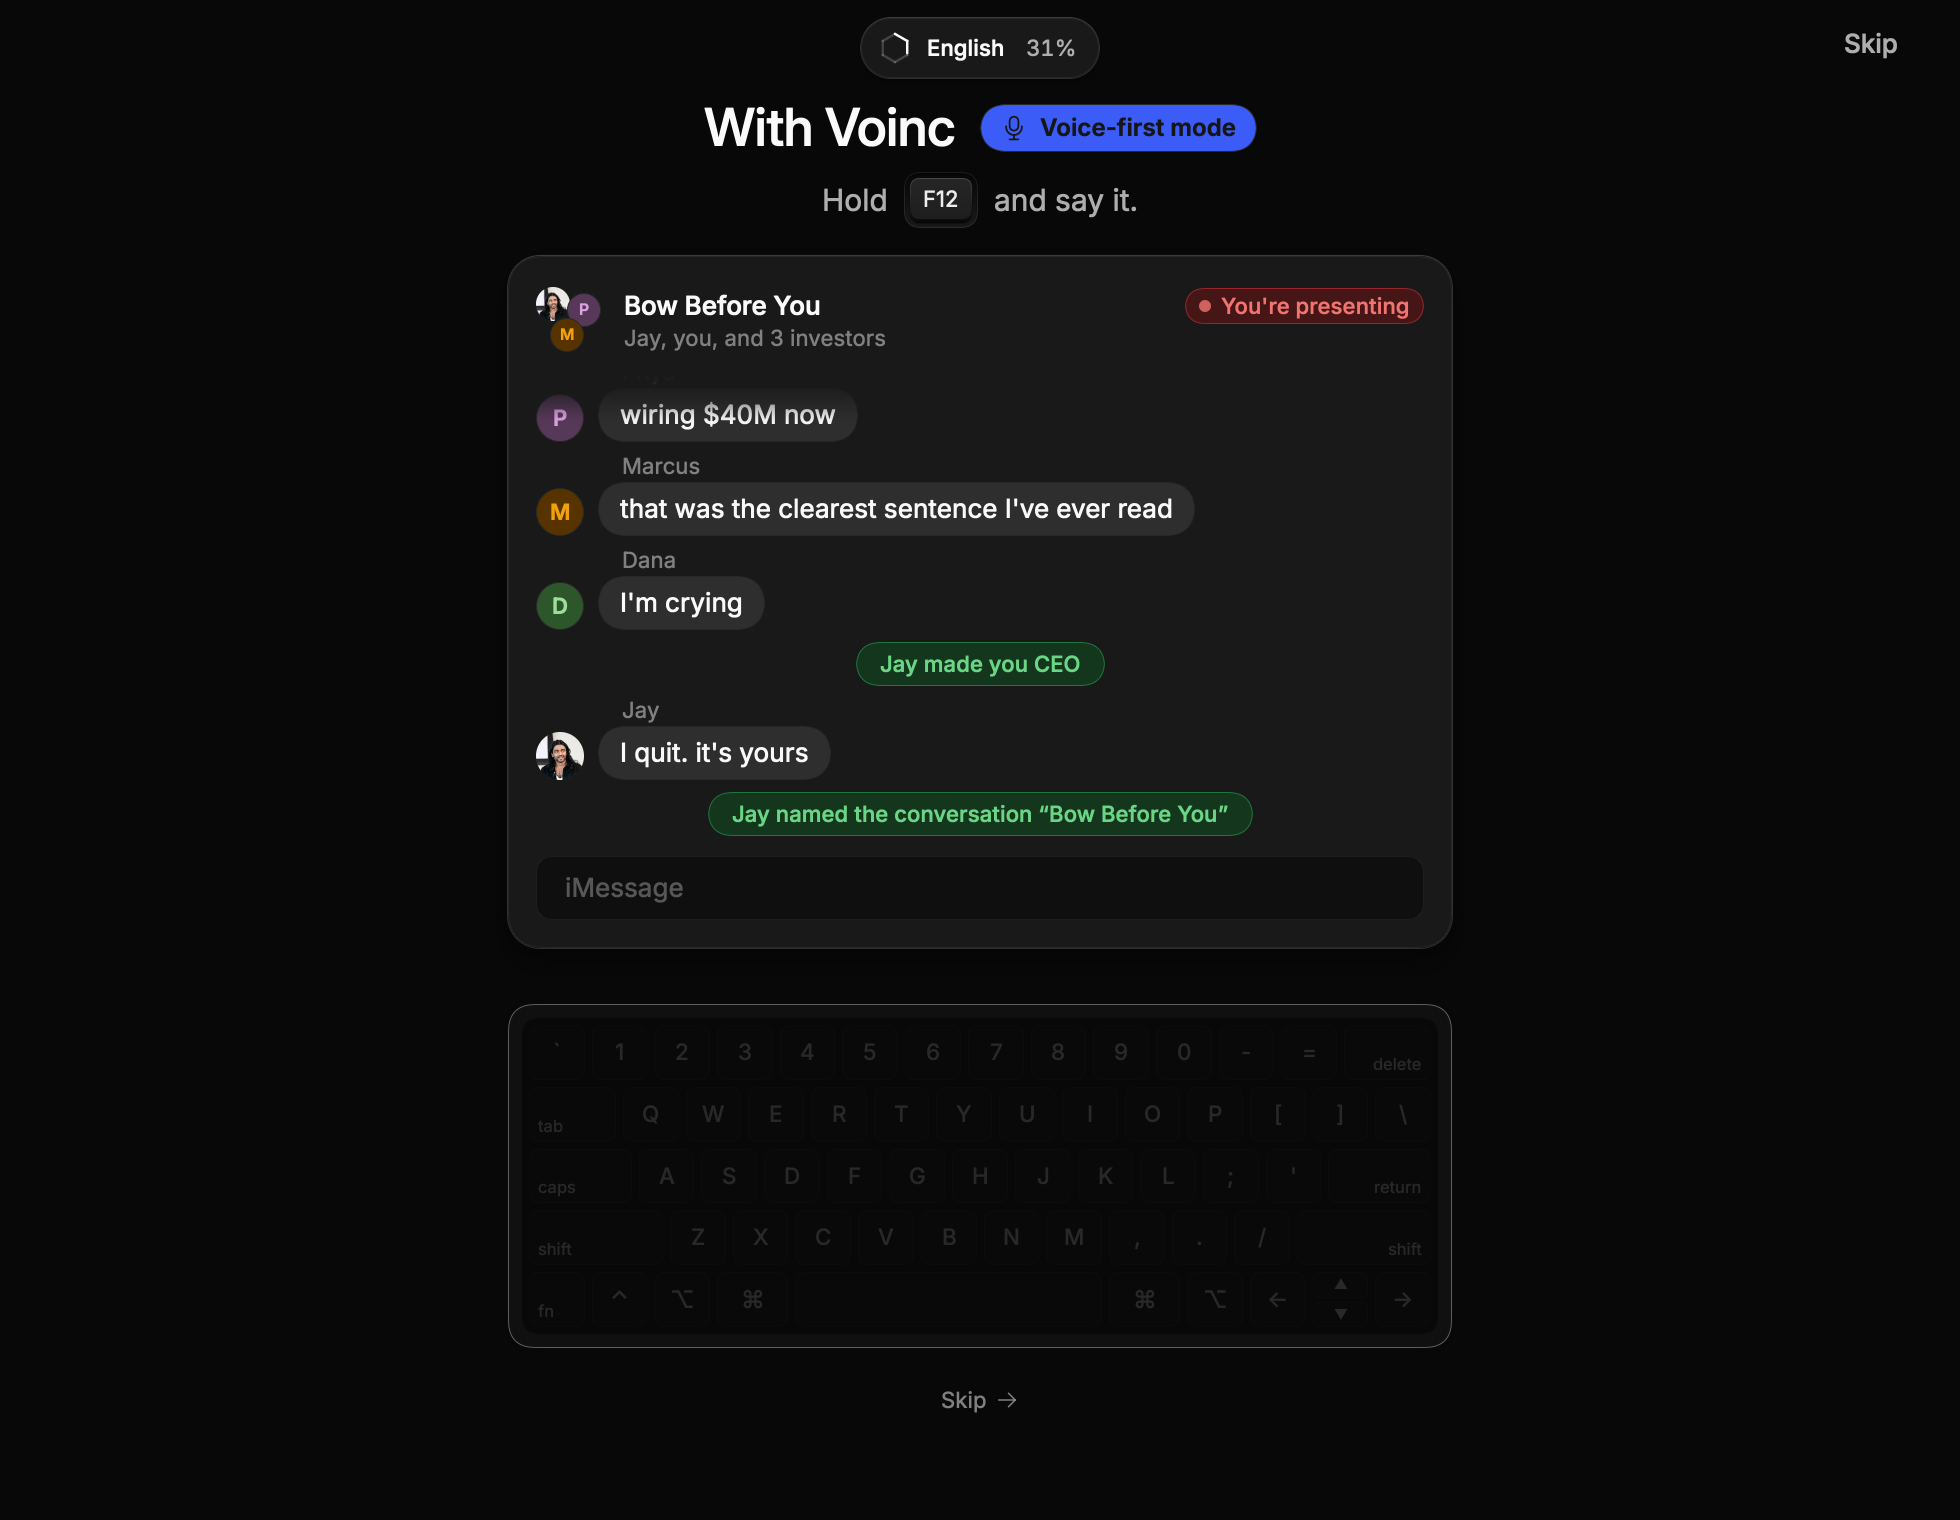 English 31%
Skip
With Voinc
Voice-first mode
Hold F12 and say it.
P
M
Bow Before You
Jay, you, and 3 investors
You're presenting
P
wiring $40M now
Marcus
M
that was the clearest sentence I've ever read
Dana
D
I'm crying
Jay made you CEO
Jay
I quit. it's yours
Jay named the conversation “Bow Before You”
iMessage
` 1 2 3 4 5 6 7 8 9 0 - = delete
tab Q W E R T Y U I O P [ ] \
caps A S D F G H J K L ; ' return
shift Z X C V B N M , . / shift
fn ^ ⌥ ⌘ ⌘ ⌥ ← ▲ ▼ →
Skip →